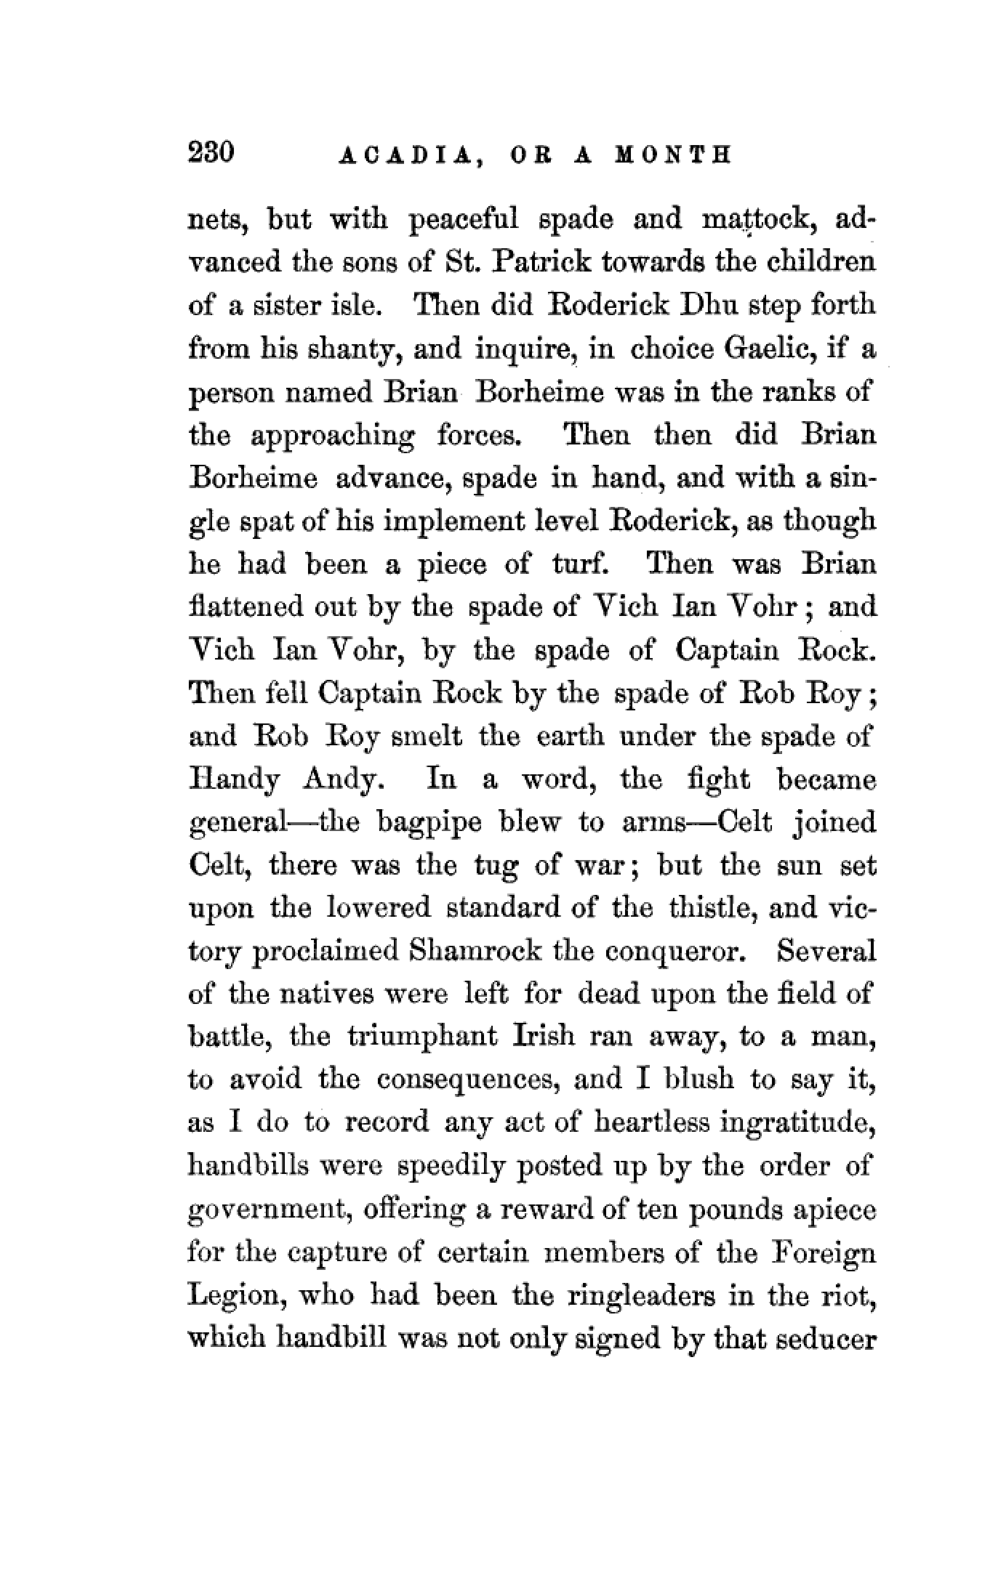 230 ACADIA, OR A MONTH
nets, but with peaceful spade and mattock, ad-
vanced the sons of St. Patrick towards the children
of a sister isle. Then did Roderick Dhu step forth
from his shanty, and inquire, in choice Gaelic, if a
person named Brian Borheime was in the ranks of
the approaching forces. Then then did Brian
Borheime advance, spade in hand, and with a sin-
gle spat of his implement level Roderick, as though
he had been a piece of turf. Then was Brian
flattened out by the spade of Vich Ian Vohr; and
Vich Ian Vohr, by the spade of Captain Rock.
Then fell Captain Rock by the spade of Rob Roy;
and Rob Roy smelt the earth under the spade of
Handy Andy. In a word, the fight became
general—the bagpipe blew to arms—Celt joined
Celt, there was the tug of war; but the sun set
upon the lowered standard of the thistle, and vic-
tory proclaimed Shamrock the conqueror. Several
of the natives were left for dead upon the field of
battle, the triumphant Irish ran away, to a man,
to avoid the consequences, and I blush to say it,
as I do to record any act of heartless ingratitude,
handbills were speedily posted up by the order of
government, offering a reward of ten pounds apiece
for the capture of certain members of the Foreign
Legion, who had been the ringleaders in the riot,
which handbill was not only signed by that seducer